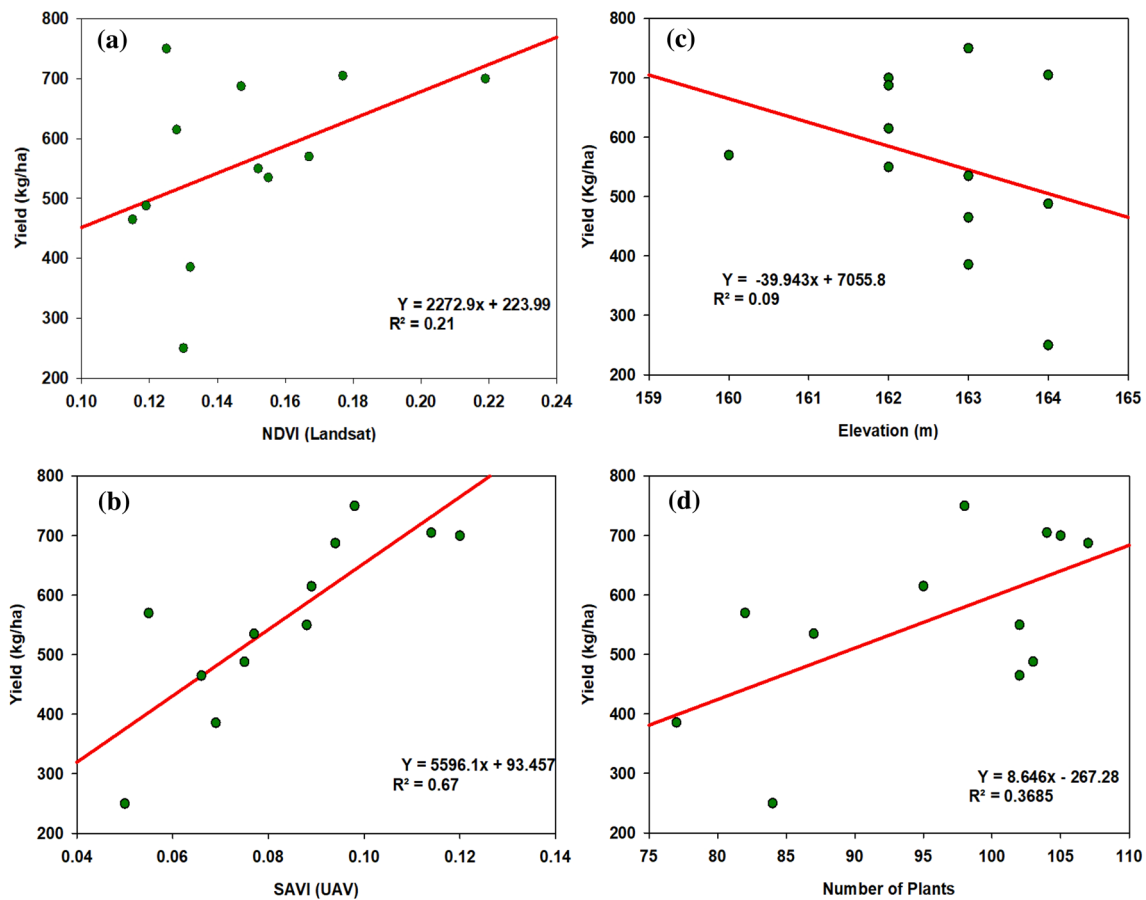 (a)
800
700
600
500
400
300
200
Yield (kg/ha)
Y = 2272.9x + 223.99
R² = 0.21
0.10 0.12 0.14 0.16 0.18 0.20 0.22 0.24
NDVI (Landsat)
(c)
800
700
600
500
400
300
200
Yield (Kg/ha)
Y = -39.943x + 7055.8
R² = 0.09
159 160 161 162 163 164 165
Elevation (m)
(b)
800
700
600
500
400
300
200
Yield (kg/ha)
Y = 5596.1x + 93.457
R² = 0.67
0.04 0.06 0.08 0.10 0.12 0.14
SAVI (UAV)
(d)
800
700
600
500
400
300
200
Yield (kg/ha)
Y = 8.646x - 267.28
R² = 0.3685
75 80 85 90 95 100 105 110
Number of Plants